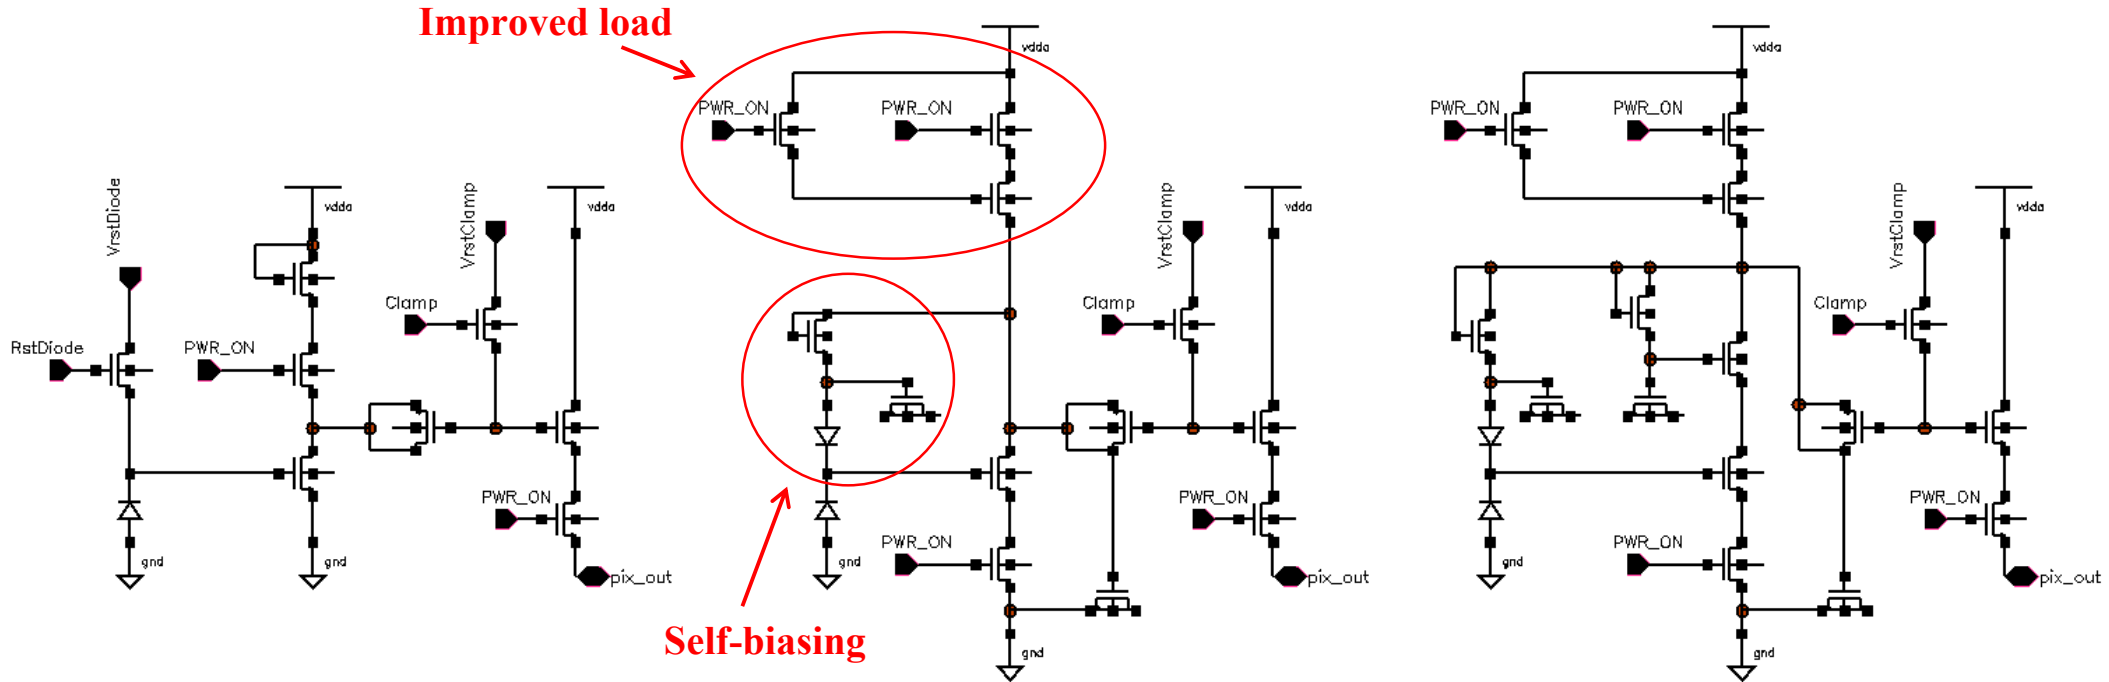 Improved load
vdda
vdda
PWR_ON
PWR_ON
PWR_ON
PWR_ON
VrstDiode
vdda
VrstClamp
vdda
VrstClamp
vdda
VrstClamp
vdda
Clamp
Clamp
Clamp
RstDiode
PWR_ON
PWR_ON
PWR_ON
PWR_ON
PWR_ON
PWR_ON
gnd
gnd
pix_out
gnd
pix_out
gnd
pix_out
Self-biasing
gnd
gnd